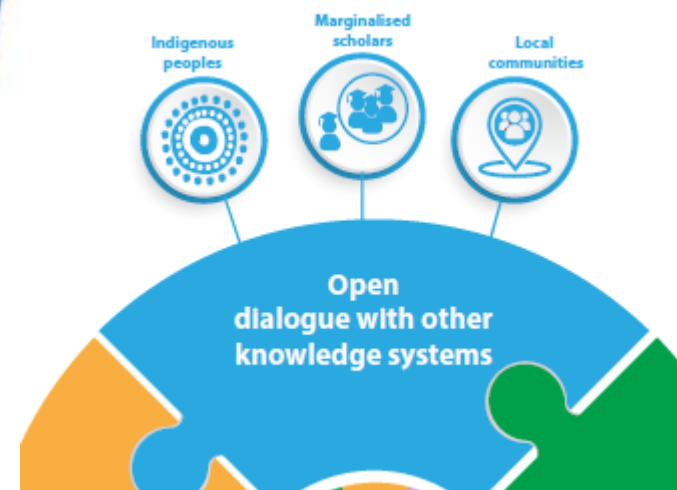 Indigenous
peoples
Marginalised
scholars
Local
communities
Open
dialogue with other
knowledge systems